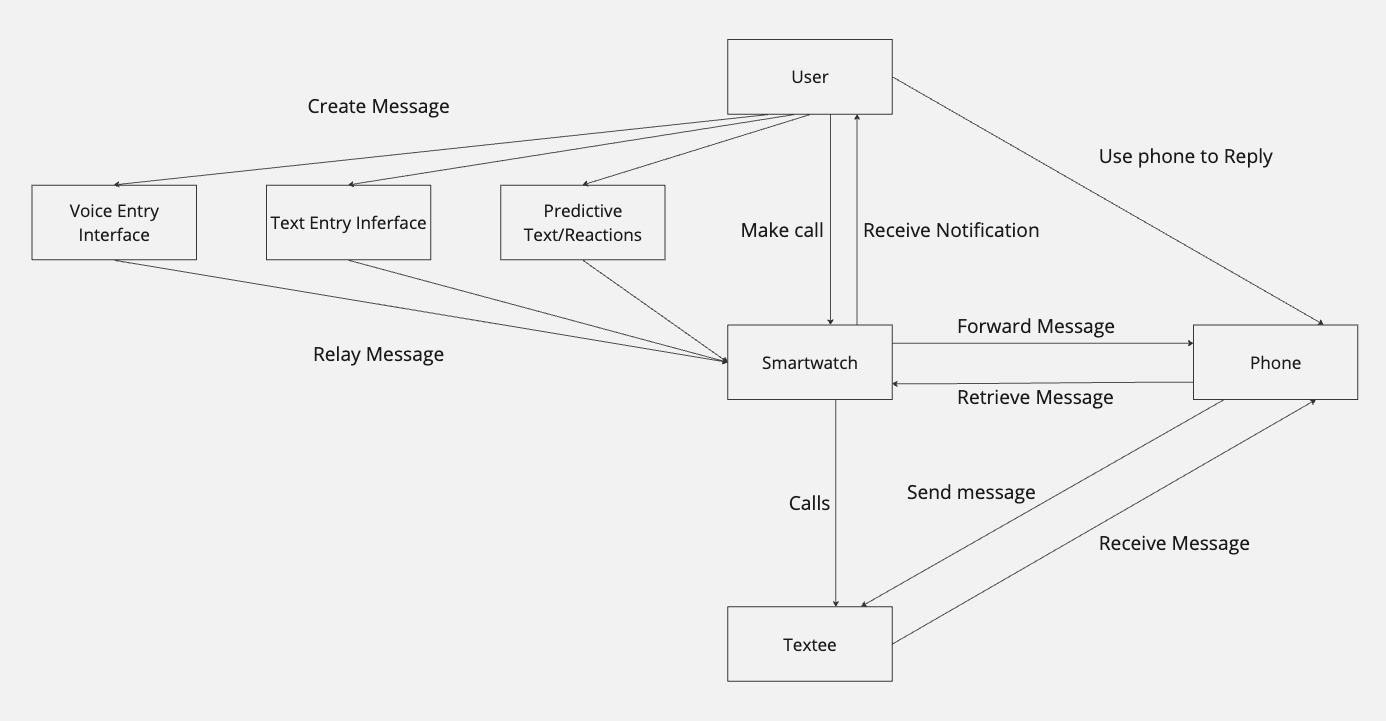 User
Create Message
Use phone to Reply
Voice Entry
Interface
Text Entry Inferface
Predictive
Text/Reactions
Make call
Receive Notification
Forward Message
Relay Message
Smartwatch
Phone
Retrieve Message
Send message
Calls
Receive Message
Textee